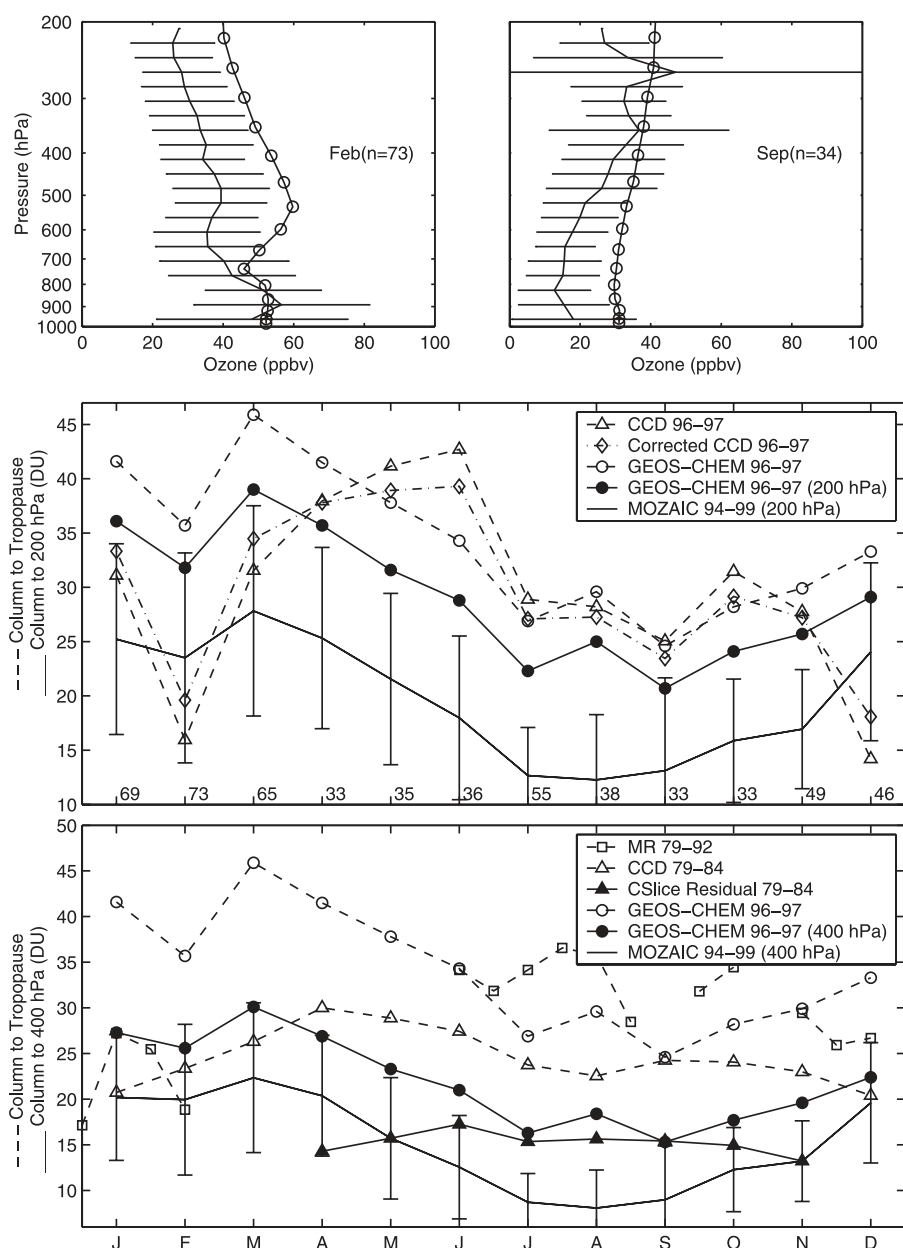 200
300
400
500
600
700
800
900
1000
Pressure (hPa)
Feb(n=73)
0 20 40 60 80 100
Ozone (ppbv)
Sep(n=34)
0 20 40 60 80 100
Ozone (ppbv)
45
40
35
30
25
20
15
10
Column to Tropopause
Column to 200 hPa (DU)
CCD 96–97
Corrected CCD 96–97
GEOS–CHEM 96–97
GEOS–CHEM 96–97 (200 hPa)
MOZAIC 94–99 (200 hPa)
69 73 65 33 35 36 55 38 33 33 49 46
50
45
40
35
30
25
20
15
10
Column to Tropopause
Column to 400 hPa (DU)
MR 79–92
CCD 79–84
CSlice Residual 79–84
GEOS–CHEM 96–97
GEOS–CHEM 96–97 (400 hPa)
MOZAIC 94–99 (400 hPa)
J F M A M J J A S O N D